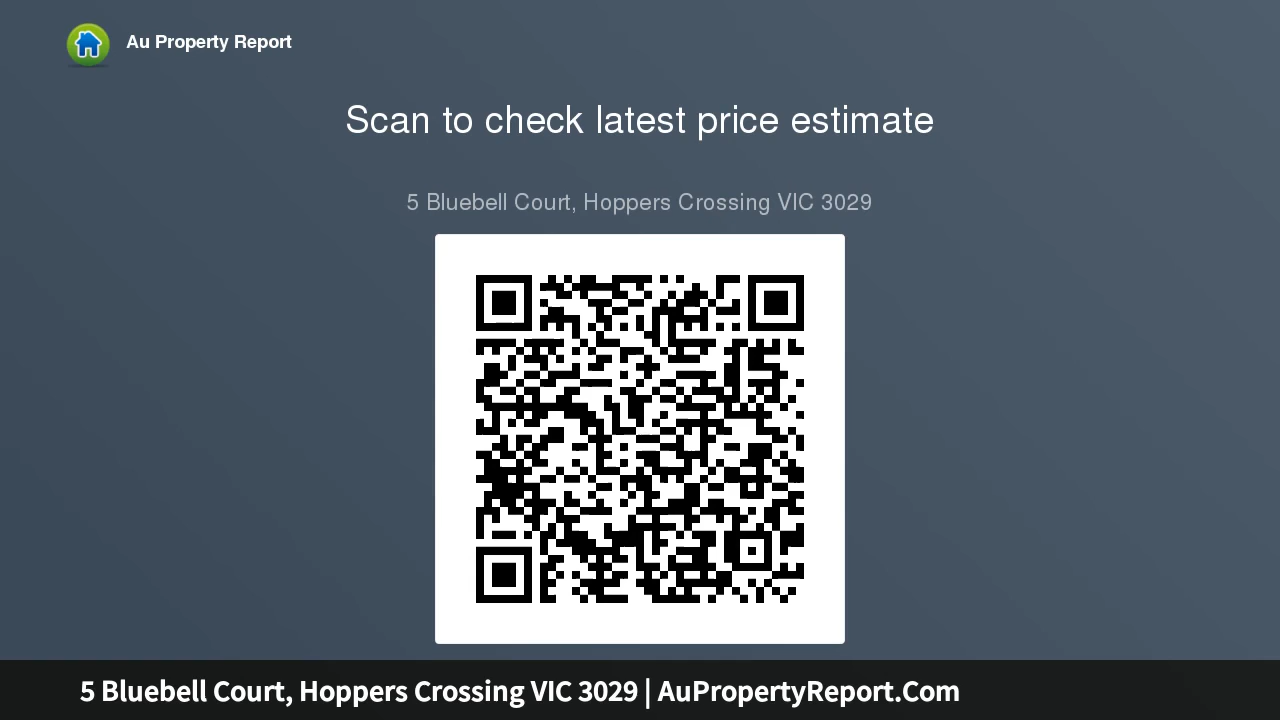 Au Property Report
Scan to check latest price estimate
5 Bluebell Court, Hoppers Crossing VIC 3029
5 Bluebell Court, Hoppers Crossing VIC 3029 | AuPropertyReport.Com